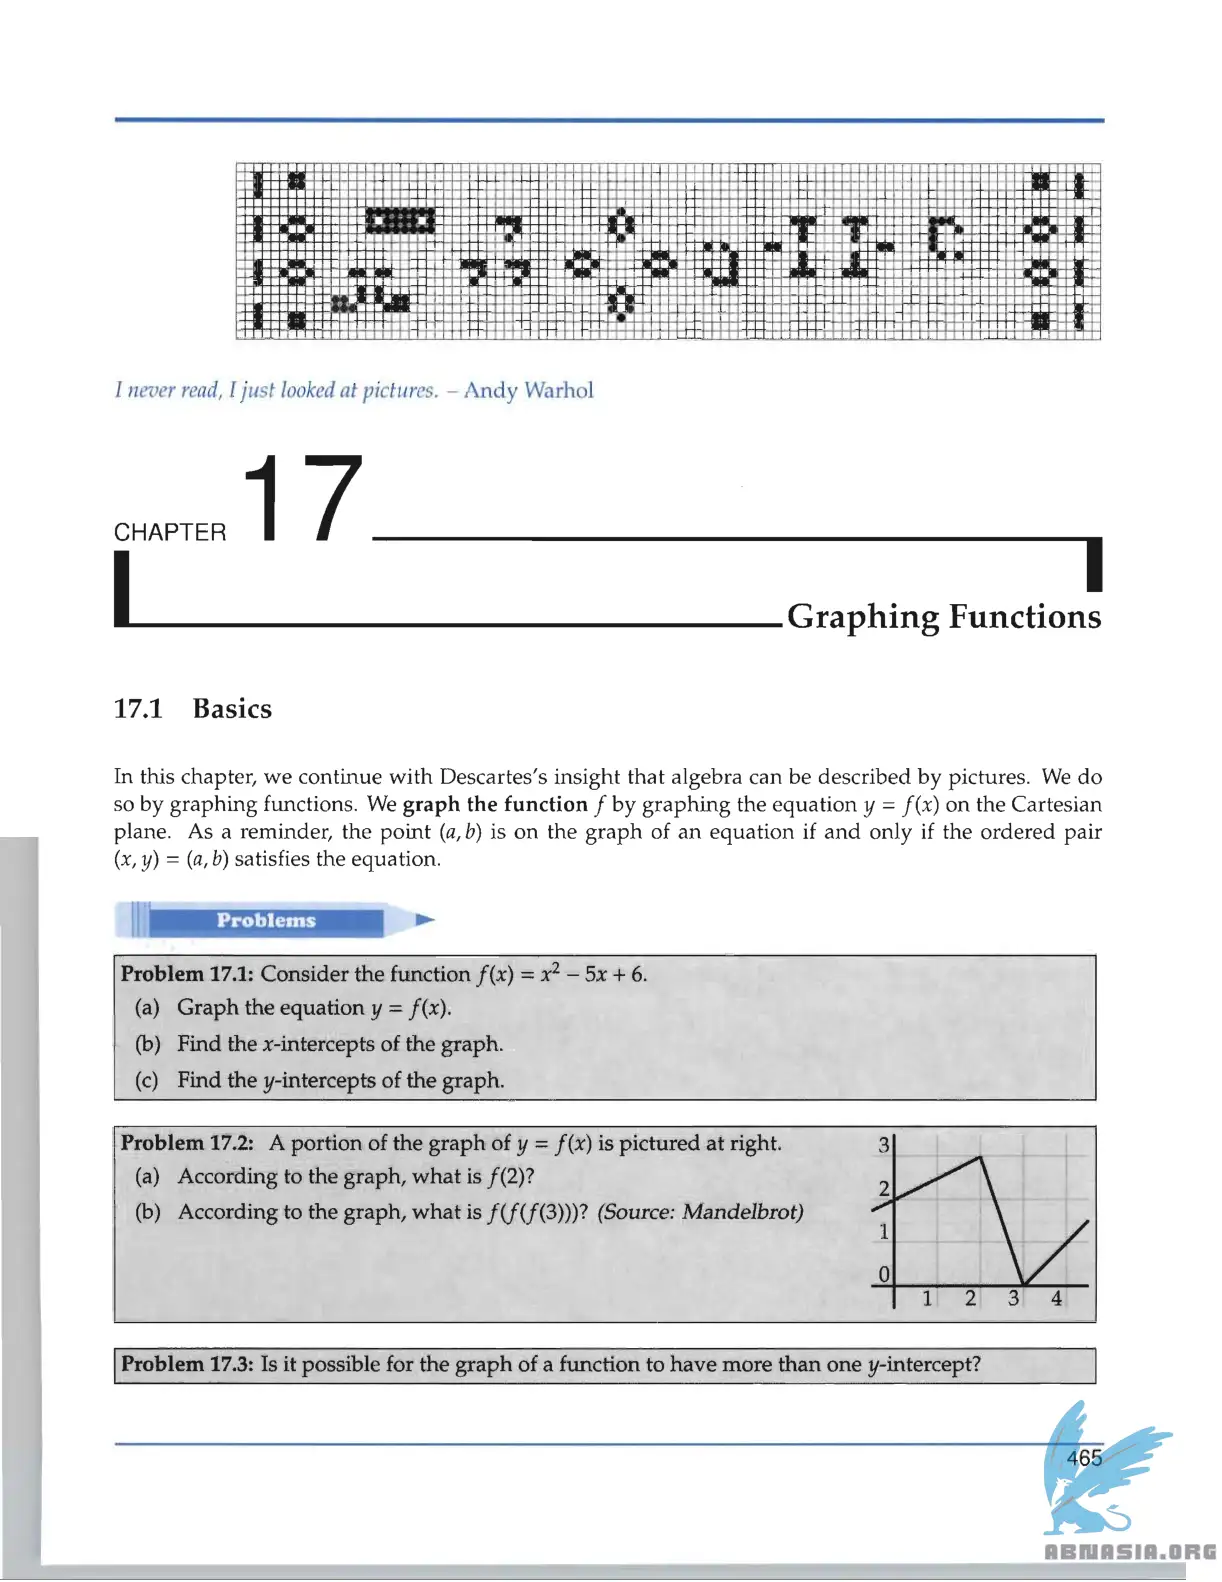 I never read, I just looked at pictures. – Andy Warhol
CHAPTER 17
Graphing Functions
17.1 Basics
In this chapter, we continue with Descartes's insight that algebra can be described by pictures. We do
so by graphing functions. We graph the function f by graphing the equation y = f(x) on the Cartesian
plane. As a reminder, the point (a, b) is on the graph of an equation if and only if the ordered pair
(x, y) = (a, b) satisfies the equation.
Problems
Problem 17.1: Consider the function f(x) = x² – 5x + 6.
(a) Graph the equation y = f(x).
(b) Find the x-intercepts of the graph.
(c) Find the y-intercepts of the graph.
Problem 17.2: A portion of the graph of y = f(x) is pictured at right.
(a) According to the graph, what is f(2)?
(b) According to the graph, what is f(f(f(3)))? (Source: Mandelbrot)
3
2
1
0
1 2 3 4
Problem 17.3: Is it possible for the graph of a function to have more than one y-intercept?
465
ABNASIA.ORG